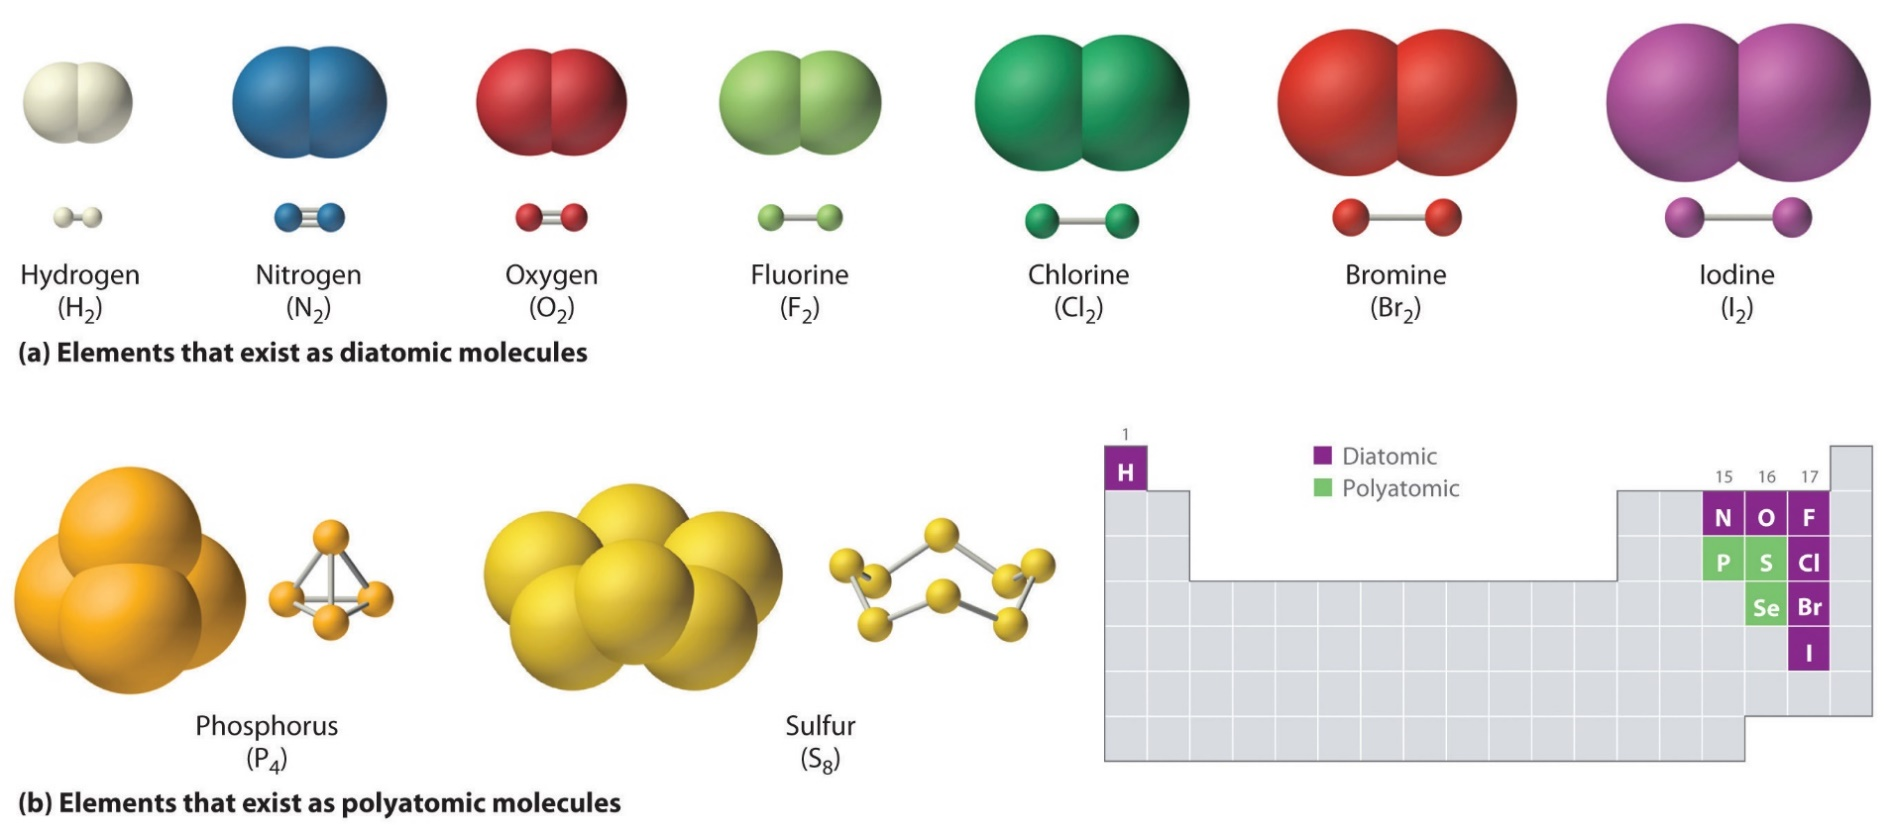 Hydrogen
(H₂)
Nitrogen
(N₂)
Oxygen
(O₂)
Fluorine
(F₂)
Chlorine
(Cl₂)
Bromine
(Br₂)
Iodine
(I₂)
(a) Elements that exist as diatomic molecules
Phosphorus
(P₄)
Sulfur
(S₈)
(b) Elements that exist as polyatomic molecules
1
Diatomic
Polyatomic
15 16 17
H
N O F
P S Cl
Se Br
I